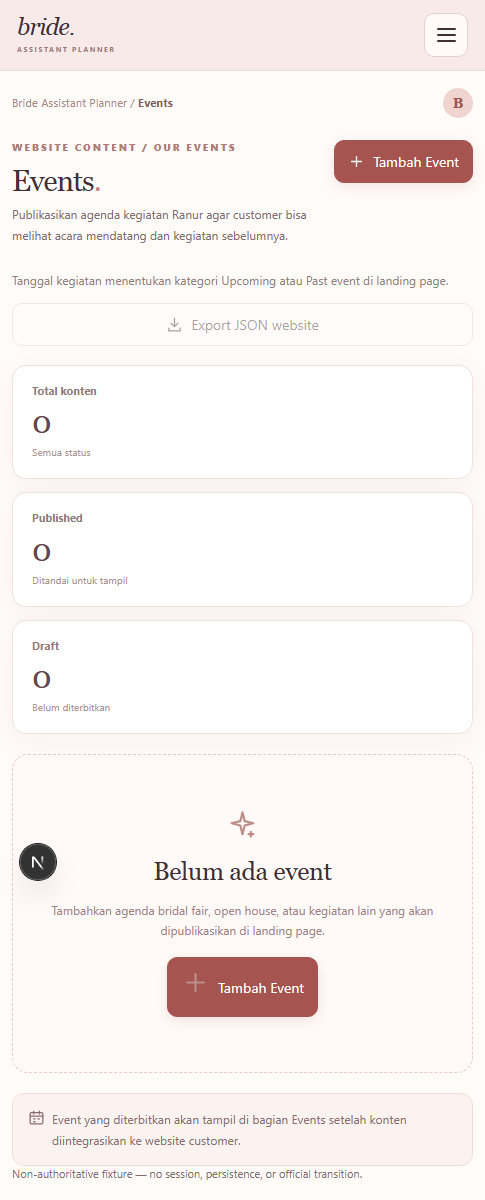 bride.
ASSISTANT PLANNER
Bride Assistant Planner / Events
B
WEBSITE CONTENT / OUR EVENTS
+ Tambah Event
Events.
Publikasikan agenda kegiatan Ranur agar customer bisa
melihat acara mendatang dan kegiatan sebelumnya.
Tanggal kegiatan menentukan kategori Upcoming atau Past event di landing page.
Export JSON website
Total konten
0
Semua status
Published
0
Ditandai untuk tampil
Draft
0
Belum diterbitkan
N
Belum ada event
Tambahkan agenda bridal fair, open house, atau kegiatan lain yang akan
dipublikasikan di landing page.
+ Tambah Event
Event yang diterbitkan akan tampil di bagian Events setelah konten
diintegrasikan ke website customer.
Non-authoritative fixture — no session, persistence, or official transition.